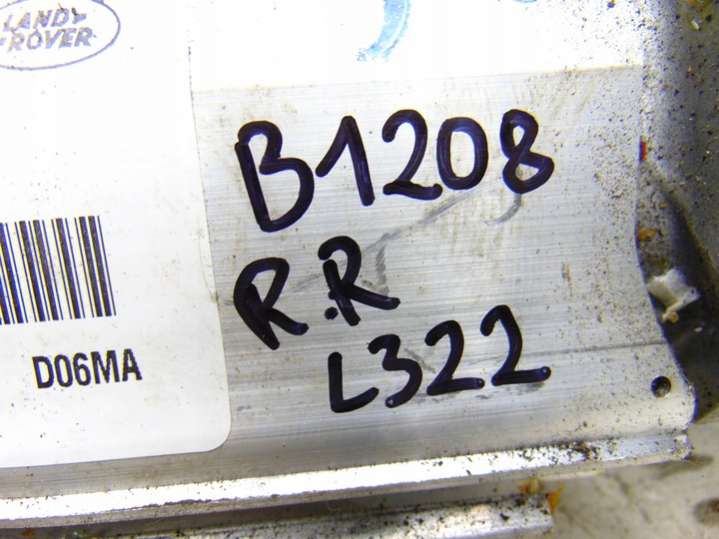 LAND
ROVER
B1208
R.R
L322
D06MA